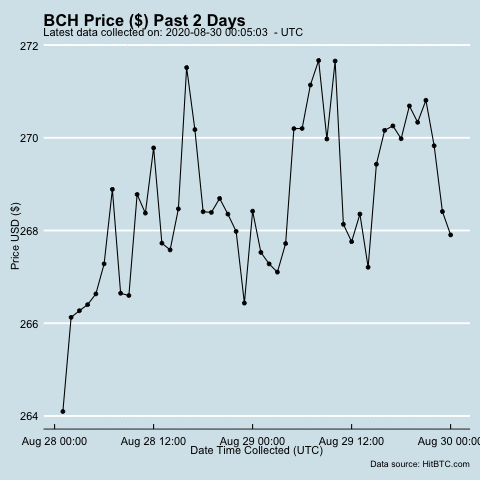 BCH Price ($) Past 2 Days
Latest data collected on: 2020-08-30 00:05:03 - UTC
272
270
268
266
264
Price USD ($)
Aug 28 00:00 Aug 28 12:00 Aug 29 00:00 Aug 29 12:00 Aug 30 00:00
Date Time Collected (UTC)
Data source: HitBTC.com